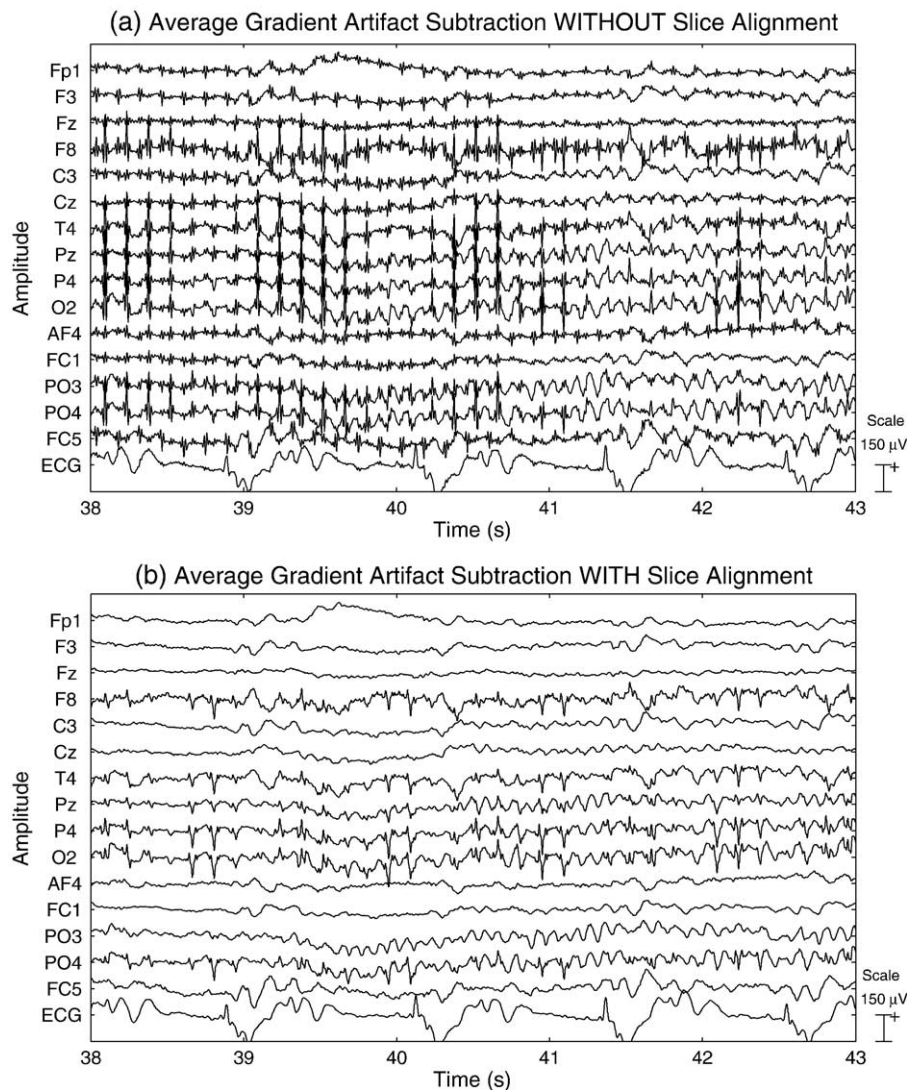 (a) Average Gradient Artifact Subtraction WITHOUT Slice Alignment
Amplitude
Fp1
F3
Fz
F8
C3
Cz
T4
Pz
P4
O2
AF4
FC1
PO3
PO4
FC5
ECG
Scale
150 µV
+
38 39 40 41 42 43
Time (s)
(b) Average Gradient Artifact Subtraction WITH Slice Alignment
Amplitude
Fp1
F3
Fz
F8
C3
Cz
T4
Pz
P4
O2
AF4
FC1
PO3
PO4
FC5
ECG
Scale
150 µV
+
38 39 40 41 42 43
Time (s)